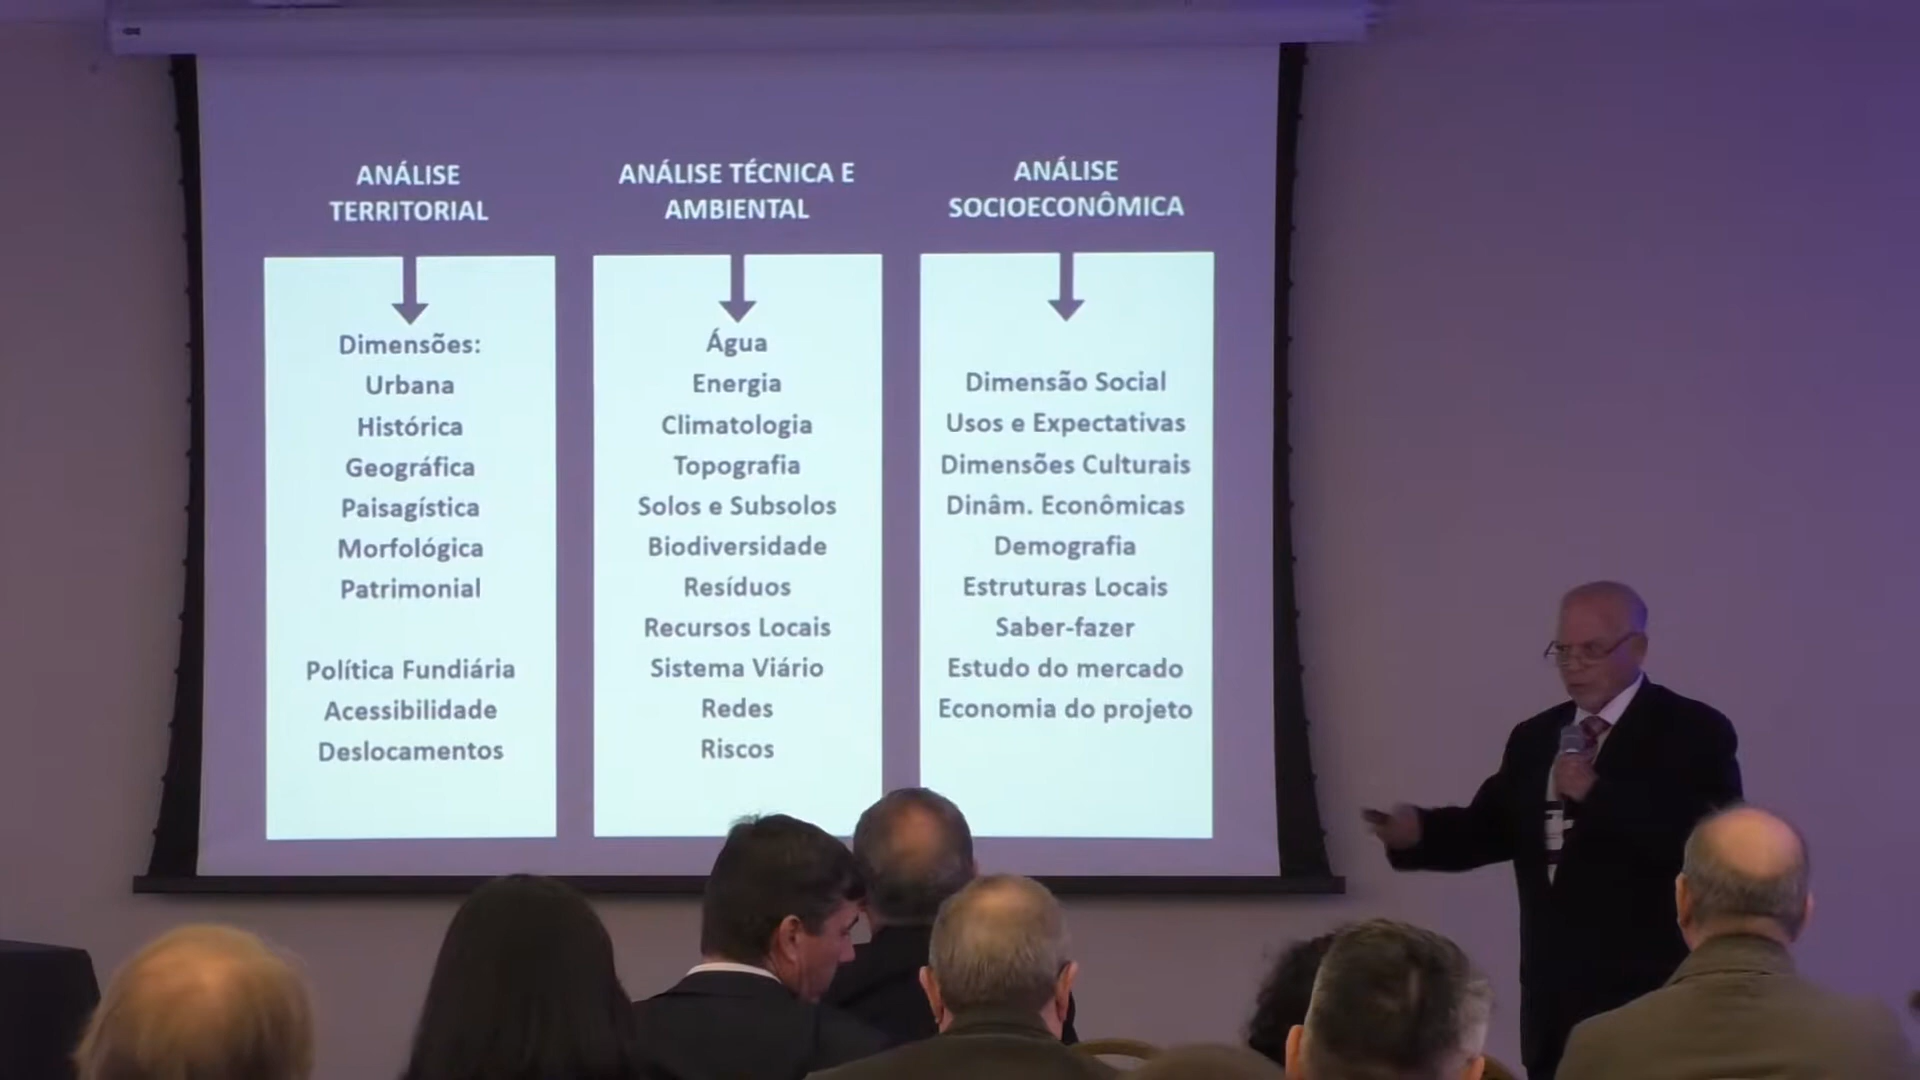 ANÁLISE
TERRITORIAL
Dimensões:
Urbana
Histórica
Geográfica
Paisagística
Morfológica
Patrimonial
Política Fundiária
Acessibilidade
Deslocamentos
ANÁLISE TÉCNICA E
AMBIENTAL
Água
Energia
Climatologia
Topografia
Solos e Subsolos
Biodiversidade
Resíduos
Recursos Locais
Sistema Viário
Redes
Riscos
ANÁLISE
SOCIOECONÔMICA
Dimensão Social
Usos e Expectativas
Dimensões Culturais
Dinâm. Econômicas
Demografia
Estruturas Locais
Saber-fazer
Estudo do mercado
Economia do projeto